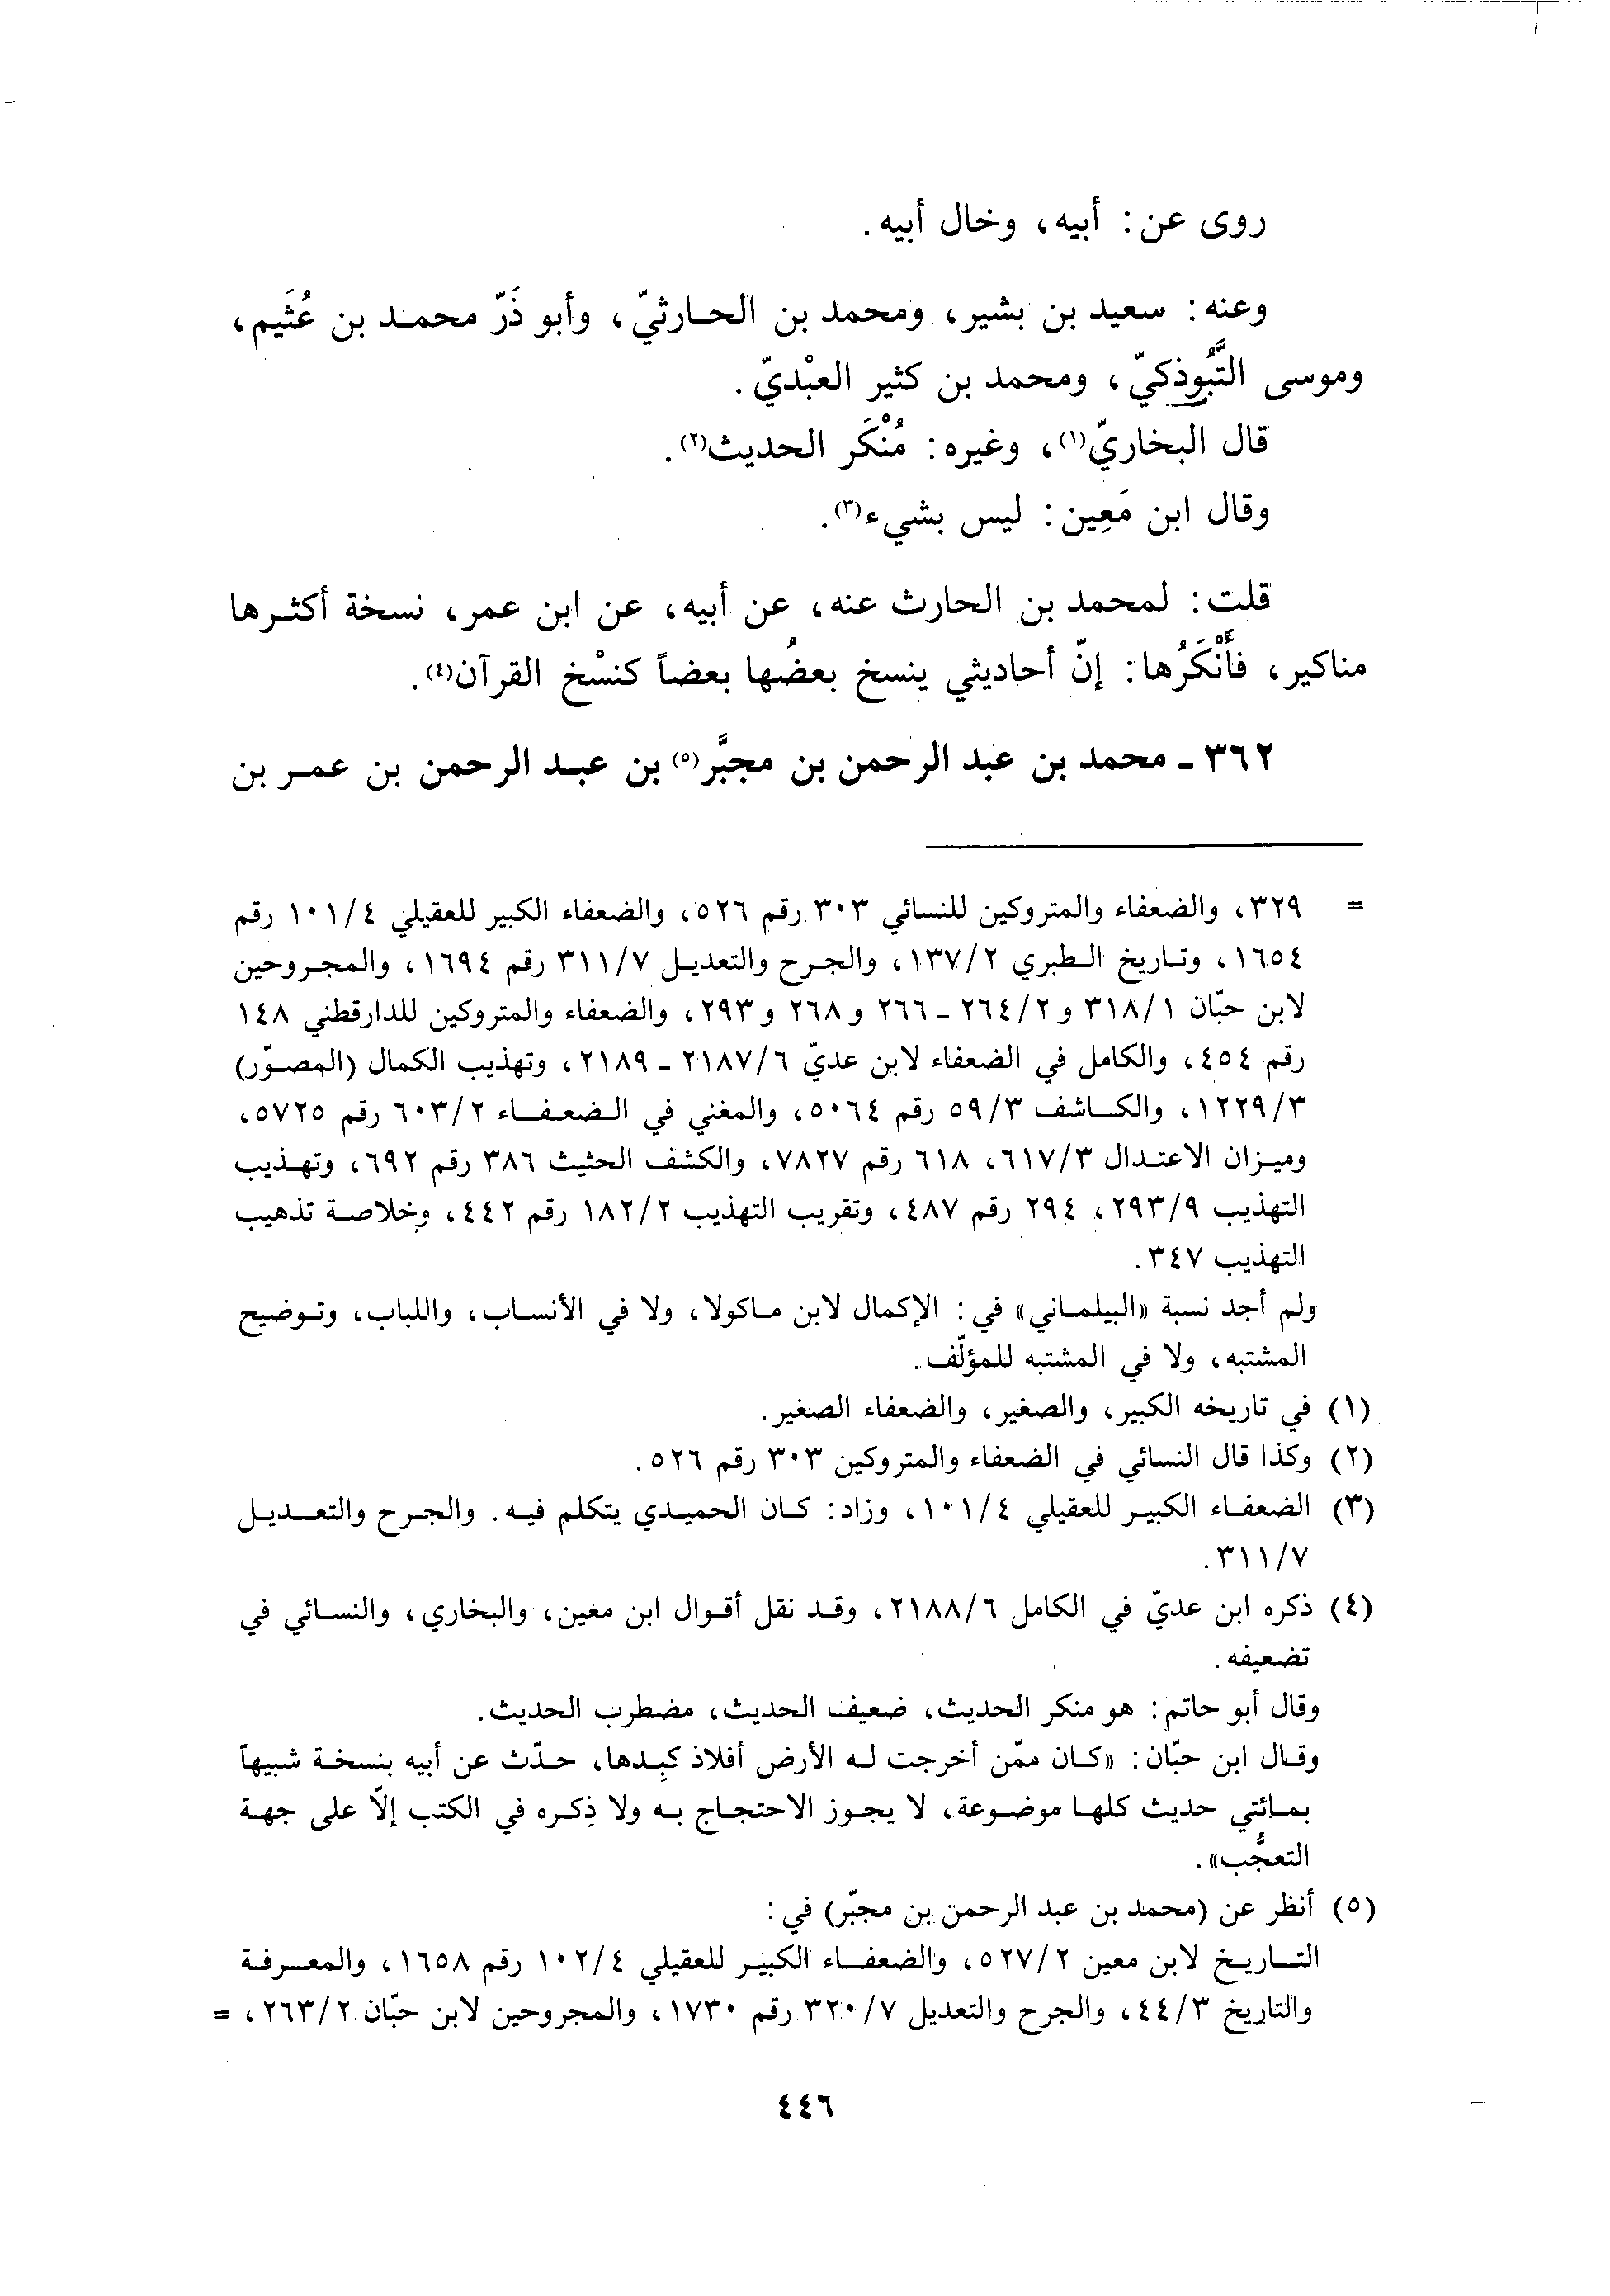 روى عن: أبيه، وخال أبيه.
وعنه: سعيد بن بشير، ومحمد بن الحارثيّ، وأبو ذَرّ محمد بن عُثَيم،
وموسى التَّبُوذكيّ، ومحمد بن كثير العبْديّ.
قال البخاريّ(١)، وغيره: مُنْكَر الحديث(٢).
وقال ابن مَعِين: ليس بشيء(٣).
قلت: لمحمد بن الحارث عنه، عن أبيه، عن ابن عمر، نسخة أكثرها
مناكير، فأَنْكَرُها: إنّ أحاديثي ينسخ بعضُها بعضاً كنسْخ القرآن(٤).
٣٦٢ - محمد بن عبد الرحمن بن مجبَّر(٥) بن عبد الرحمن بن عمر بن
= ٣٢٩، والضعفاء والمتروكين للنسائي ٣٠٣ رقم ٥٢٦، والضعفاء الكبير للعقيلي ١٠١/٤ رقم
١٦٥٤، وتاريخ الطبري ١٣٧/٢، والجرح والتعديل ٣١١/٧ رقم ١٦٩٤، والمجروحين
لابن حبّان ٣١٨/١ و ٢٦٤/٢ - ٢٦٦ و ٢٦٨ و ٢٩٣، والضعفاء والمتروكين للدارقطني ١٤٨
رقم ٤٥٤، والكامل في الضعفاء لابن عديّ ٢١٨٧/٦ - ٢١٨٩، وتهذيب الكمال (المصوّر)
١٢٢٩/٣، والكاشف ٥٩/٣ رقم ٥٠٦٤، والمغني في الضعفاء ٦٠٣/٢ رقم ٥٧٢٥،
وميزان الاعتدال ٦١٧/٣، ٦١٨ رقم ٧٨٢٧، والكشف الحثيث ٣٨٦ رقم ٦٩٢، وتهذيب
التهذيب ٢٩٣/٩، ٢٩٤ رقم ٤٨٧، وتقريب التهذيب ١٨٢/٢ رقم ٤٤٢، وخلاصة تذهيب
التهذيب ٣٤٧.
ولم أجد نسبة «البيلماني» في: الإكمال لابن ماكولا، ولا في الأنساب، واللباب، وتوضيح
المشتبه، ولا في المشتبه للمؤلّف.
(١) في تاريخه الكبير، والصغير، والضعفاء الصغير.
(٢) وكذا قال النسائي في الضعفاء والمتروكين ٣٠٣ رقم ٥٢٦.
(٣) الضعفاء الكبير للعقيلي ١٠١/٤، وزاد: كان الحميدي يتكلم فيه. والجرح والتعديل
٣١١/٧.
(٤) ذكره ابن عديّ في الكامل ٢١٨٨/٦، وقد نقل أقوال ابن معين، والبخاري، والنسائي في
تضعيفه.
وقال أبو حاتم: هو منكر الحديث، ضعيف الحديث، مضطرب الحديث.
وقال ابن حبّان: «كان ممّن أخرجت له الأرض أفلاذ كبِدها، حدّث عن أبيه بنسخة شبيهاً
بمائتي حديث كلها موضوعة، لا يجوز الاحتجاج به ولا ذِكره في الكتب إلّا على جهة
التعجُّب».
(٥) أنظر عن (محمد بن عبد الرحمن بن مجبّر) في:
التاريخ لابن معين ٥٢٧/٢، والضعفاء الكبير للعقيلي ١٠٢/٤ رقم ١٦٥٨، والمعرفة
والتاريخ ٤٤/٣، والجرح والتعديل ٣٢٠/٧ رقم ١٧٣٠، والمجروحين لابن حبّان ٢٦٣/٢، =
٤٤٦